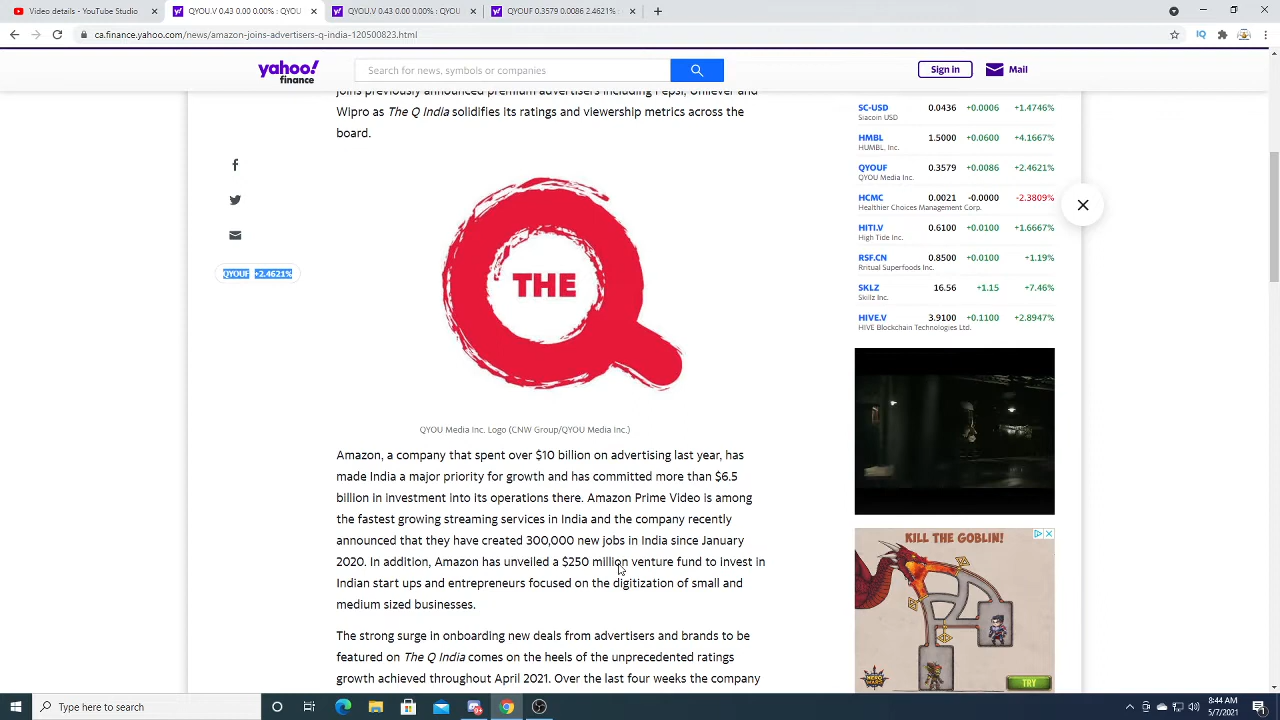 Video details - YouTube Studio
QYOU.V 0.43 0.00 0.00% : QYOU
QYOU.V 0.43 0.00 0.00% : QYOU
QYOUF 0.3579 0.0086 2.4621% :
ca.finance.yahoo.com/news/amazon-joins-advertisers-q-india-120500823.html
IQ
yahoo!
finance
Search for news, symbols or companies
Sign in
Mail
joins previously announced premium advertisers including Pepsi, Unilever and
Wipro as The Q India solidifies its ratings and viewership metrics across the
board.
QYOUF +2.4621%
THE
QYOU Media Inc. Logo (CNW Group/QYOU Media Inc.)
Amazon, a company that spent over $10 billion on advertising last year, has
made India a major priority for growth and has committed more than $6.5
billion in investment into its operations there. Amazon Prime Video is among
the fastest growing streaming services in India and the company recently
announced that they have created 300,000 new jobs in India since January
2020. In addition, Amazon has unveiled a $250 million venture fund to invest in
Indian start ups and entrepreneurs focused on the digitization of small and
medium sized businesses.
The strong surge in onboarding new deals from advertisers and brands to be
featured on The Q India comes on the heels of the unprecedented ratings
growth achieved throughout April 2021. Over the last four weeks the company
SC-USD 0.0436 +0.0006 +1.4746%
Siacoin USD
HMBL 1.5000 +0.0600 +4.1667%
HUMBL, Inc.
QYOUF 0.3579 +0.0086 +2.4621%
QYOU Media Inc.
HCMC 0.0021 -0.0000 -2.3809%
Healthier Choices Management Corp.
HITI.V 0.6100 +0.0100 +1.6667%
High Tide Inc.
RSF.CN 0.8500 +0.0100 +1.19%
Rritual Superfoods Inc.
SKLZ 16.56 +1.15 +7.46%
Skillz Inc.
HIVE.V 3.9100 +0.1100 +2.8947%
HIVE Blockchain Technologies Ltd.
KILL THE GOBLIN!
HERO WARS
TRY
Type here to search
8:44 AM
5/7/2021